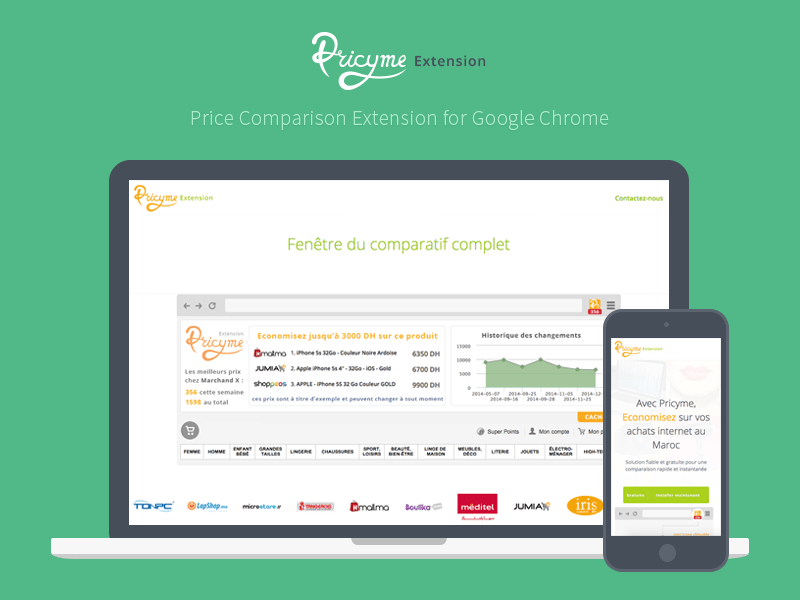 Pricyme Extension
Price Comparison Extension for Google Chrome
Pricyme Extension
Contactez-nous
Fenêtre du comparatif complet
356
Extension
Pricyme
Les meilleurs prix
chez Marchand X :
356 cette semaine
1598 au total
Economisez jusqu'à 3000 DH sur ce produit
mallma 1. iPhone 5s 32Go - Couleur Noire Ardoise 6350 DH
JUMIA 2. Apple iPhone 5s 4" - iOS - Gold 6700 DH
shoppeos 3. APPLE - iPhone 5S 32 Go Couleur GOLD 9900 DH
ces prix sont à titre d'exemple et peuvent changer à tout moment
Historique des changements
15000
10000
5000
0
2014-05-07 2014-09-25 2014-11-05 2014-12-
2014-09-16 2014-09-28 2014-11-25
CACH
Super Points Mon compte Mon p
FEMME HOMME ENFANT BÉBÉ GRANDES TAILLES LINGERIE CHAUSSURES SPORT, LOISIRS BEAUTÉ, BIEN-ÊTRE LINGE DE MAISON MEUBLES, DÉCO LITERIE JOUETS ÉLECTRO-MÉNAGER HIGH-TE
TONPC LapShop microstore mallma Boutika méditel JUMIA iris
Pricyme Extension
Avec Pricyme,
Economisez sur vos
achats internet au
Maroc
Solution fiable et gratuite pour une
comparaison rapide et instantanée
Gratuite Installer maintenant